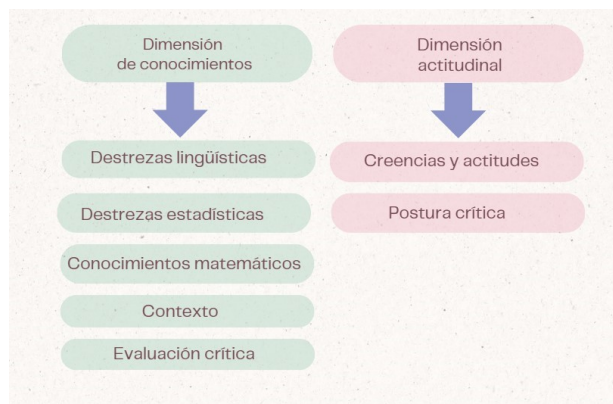 Dimensión
de conocimientos
Destrezas lingüísticas
Destrezas estadísticas
Conocimientos matemáticos
Contexto
Evaluación crítica
Dimensión
actitudinal
Creencias y actitudes
Postura crítica